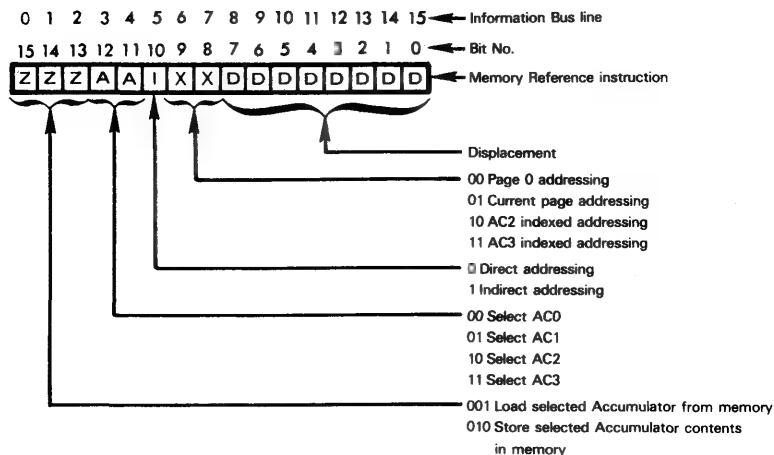 0 1 2 3 4 5 6 7 8 9 10 11 12 13 14 15 Information Bus line
15 14 13 12 11 10 9 8 7 6 5 4 3 2 1 0 Bit No.
Z Z Z A A I X X D D D D D D D D Memory Reference instruction
Displacement
00 Page 0 addressing
01 Current page addressing
10 AC2 indexed addressing
11 AC3 indexed addressing
0 Direct addressing
1 Indirect addressing
00 Select AC0
01 Select AC1
10 Select AC2
11 Select AC3
001 Load selected Accumulator from memory
010 Store selected Accumulator contents
in memory